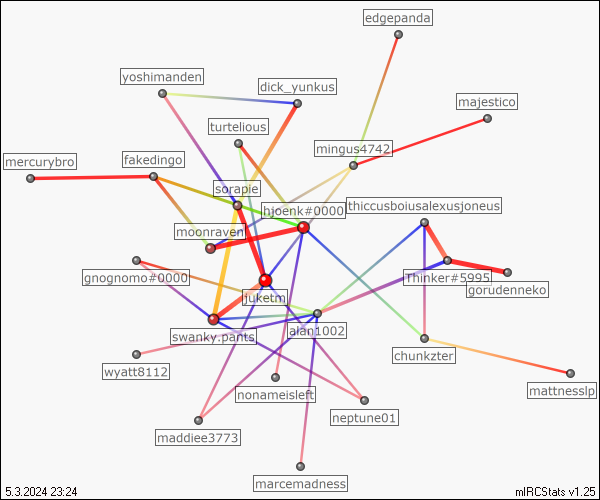 edgepanda
yoshimanden
dick_yunkus
majestico
turtelious
mingus4742
mercurybro
fakedingo
sorapie
hjoenk#0000
thiccusboiusalexusjoneus
moonraven
gnognomo#0000
Thinker#5995
gorudenneko
juketm
swanky.pants
alan1002
chunkzter
wyatt8112
nonameisleft
mattnesslp
neptune01
maddiee3773
marcemadness
5.3.2024 23:24
mIRCStats v1.25